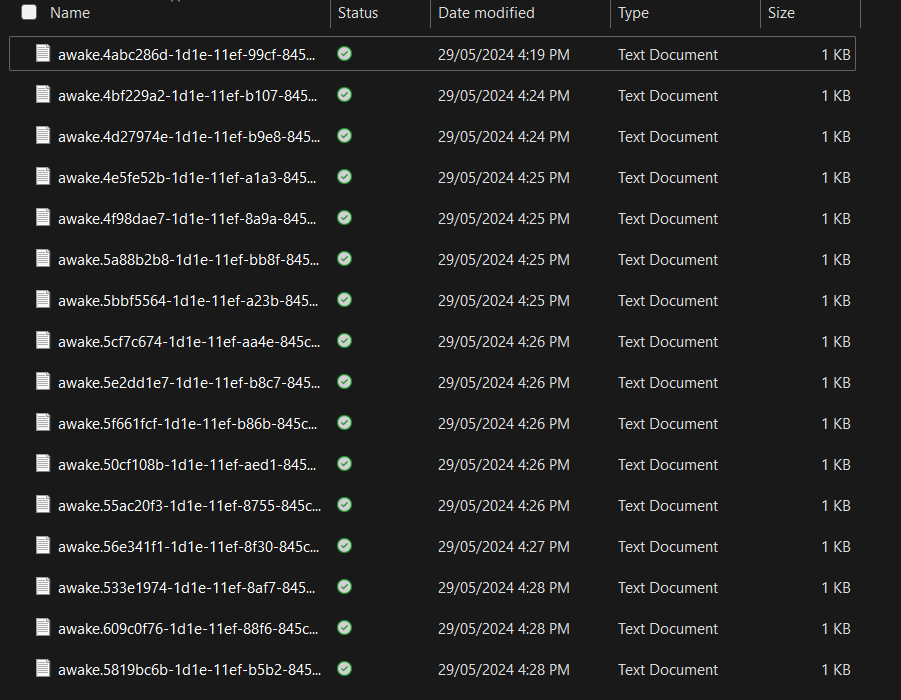 Name Status Date modified Type Size
awake.4abc286d-1d1e-11ef-99cf-845... 29/05/2024 4:19 PM Text Document 1 KB
awake.4bf229a2-1d1e-11ef-b107-845... 29/05/2024 4:24 PM Text Document 1 KB
awake.4d27974e-1d1e-11ef-b9e8-845... 29/05/2024 4:24 PM Text Document 1 KB
awake.4e5fe52b-1d1e-11ef-a1a3-845... 29/05/2024 4:25 PM Text Document 1 KB
awake.4f98dae7-1d1e-11ef-8a9a-845... 29/05/2024 4:25 PM Text Document 1 KB
awake.5a88b2b8-1d1e-11ef-bb8f-845... 29/05/2024 4:25 PM Text Document 1 KB
awake.5bbf5564-1d1e-11ef-a23b-845... 29/05/2024 4:25 PM Text Document 1 KB
awake.5cf7c674-1d1e-11ef-aa4e-845c... 29/05/2024 4:26 PM Text Document 1 KB
awake.5e2dd1e7-1d1e-11ef-b8c7-845... 29/05/2024 4:26 PM Text Document 1 KB
awake.5f661fcf-1d1e-11ef-b86b-845c... 29/05/2024 4:26 PM Text Document 1 KB
awake.50cf108b-1d1e-11ef-aed1-845... 29/05/2024 4:26 PM Text Document 1 KB
awake.55ac20f3-1d1e-11ef-8755-845c... 29/05/2024 4:26 PM Text Document 1 KB
awake.56e341f1-1d1e-11ef-8f30-845c... 29/05/2024 4:27 PM Text Document 1 KB
awake.533e1974-1d1e-11ef-8af7-845... 29/05/2024 4:28 PM Text Document 1 KB
awake.609c0f76-1d1e-11ef-88f6-845c... 29/05/2024 4:28 PM Text Document 1 KB
awake.5819bc6b-1d1e-11ef-b5b2-845... 29/05/2024 4:28 PM Text Document 1 KB